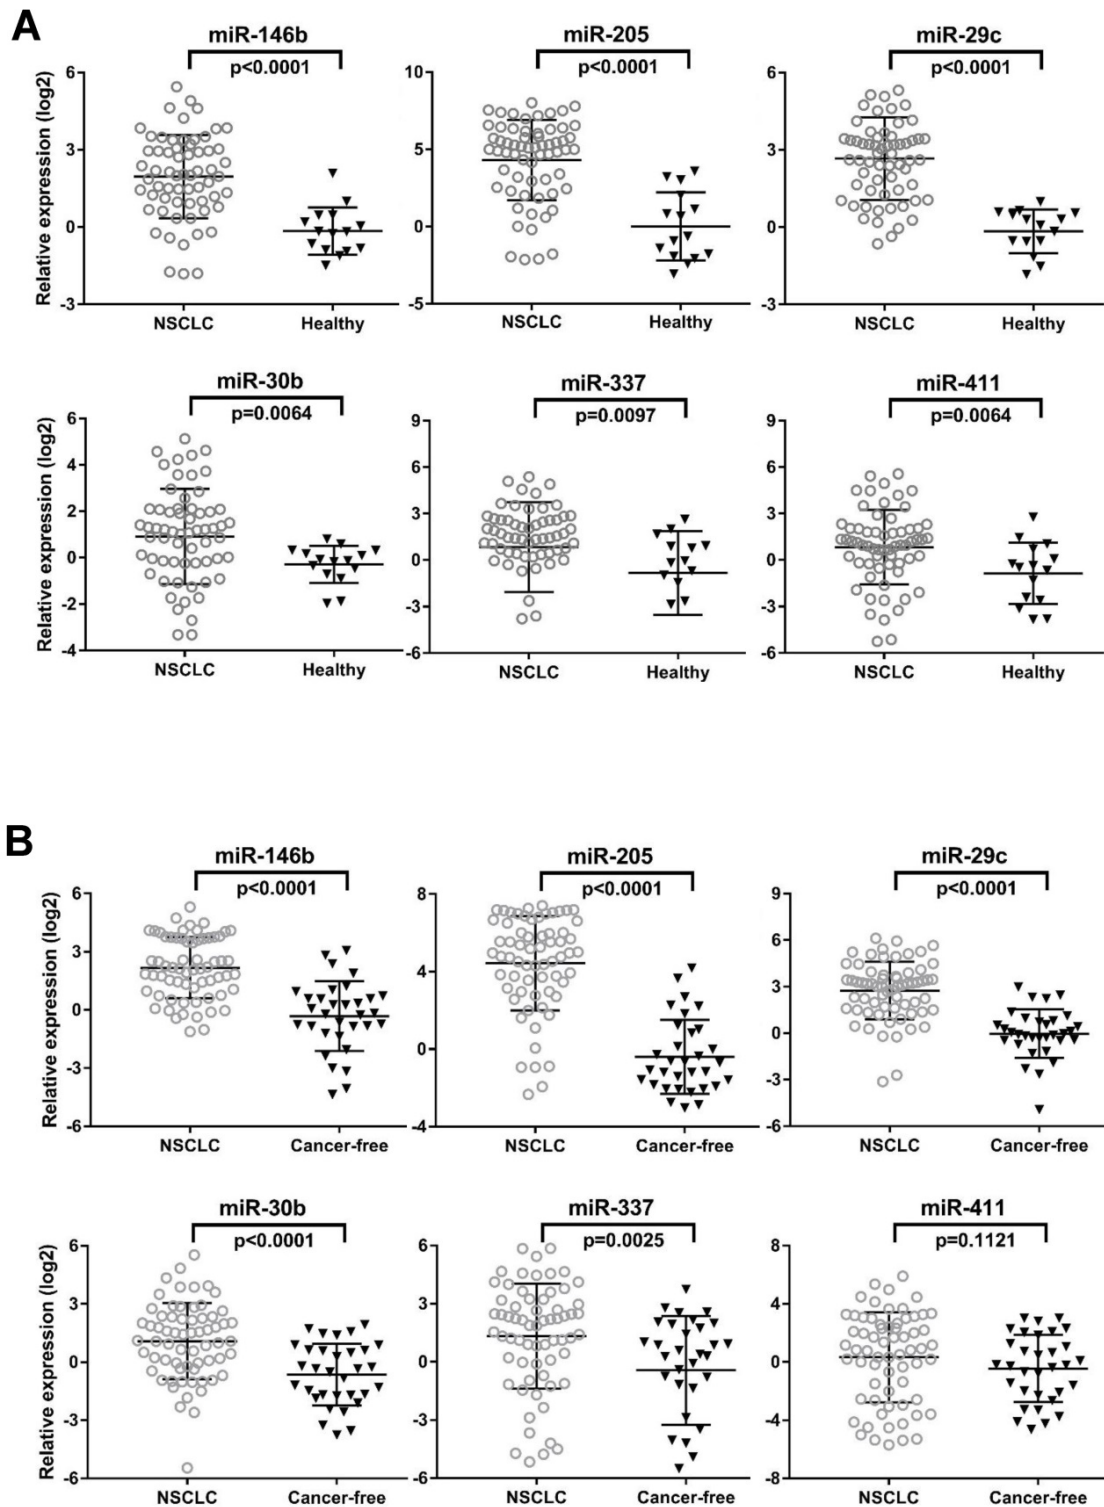 A
miR-146b
p<0.0001
Relative expression (log2)
6
3
0
-3
NSCLC
Healthy
miR-205
p<0.0001
10
5
0
-5
NSCLC
Healthy
miR-29c
p<0.0001
6
3
0
-3
NSCLC
Healthy
miR-30b
p=0.0064
Relative expression (log2)
6
4
2
0
-2
-4
NSCLC
Healthy
miR-337
p=0.0097
9
6
3
0
-3
-6
NSCLC
Healthy
miR-411
p=0.0064
9
6
3
0
-3
-6
NSCLC
Healthy
B
miR-146b
p<0.0001
Relative expression (log2)
6
3
0
-3
-6
NSCLC
Cancer-free
miR-205
p<0.0001
8
4
0
-4
NSCLC
Cancer-free
miR-29c
p<0.0001
9
6
3
0
-3
-6
NSCLC
Cancer-free
miR-30b
p<0.0001
Relative expression (log2)
6
3
0
-3
-6
NSCLC
Cancer-free
miR-337
p=0.0025
6
3
0
-3
-6
NSCLC
Cancer-free
miR-411
p=0.1121
8
4
0
-4
-8
NSCLC
Cancer-free